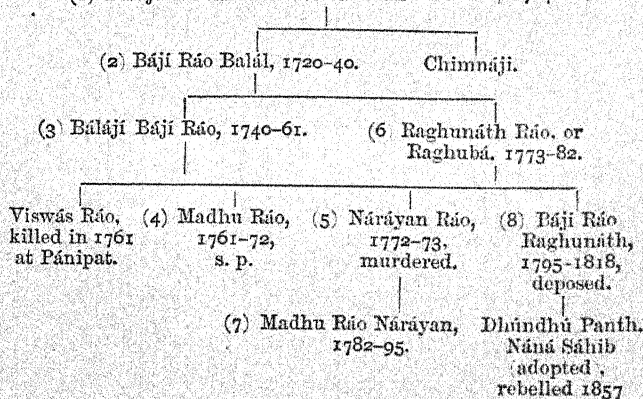 (2) Bájí Ráo Balál, 1720-40. Chimnáji.
(3) Báláji Bájí Ráo, 1740-61. (6 Raghunáth Ráo. or
Raghubá. 1773-82.
Viswás Ráo, (4) Madhu Ráo, (5) Náráyan Ráo, (8) Bájí Ráo
killed in 1761 1761-72, 1772-73, Raghunáth,
at Pánipat. s. p. murdered. 1795-1818,
deposed.
(7) Madhu Ráo Náráyan, Dhúndhú Panth.
1782-95. Náná Sáhib
(adopted ,
rebelled 1857